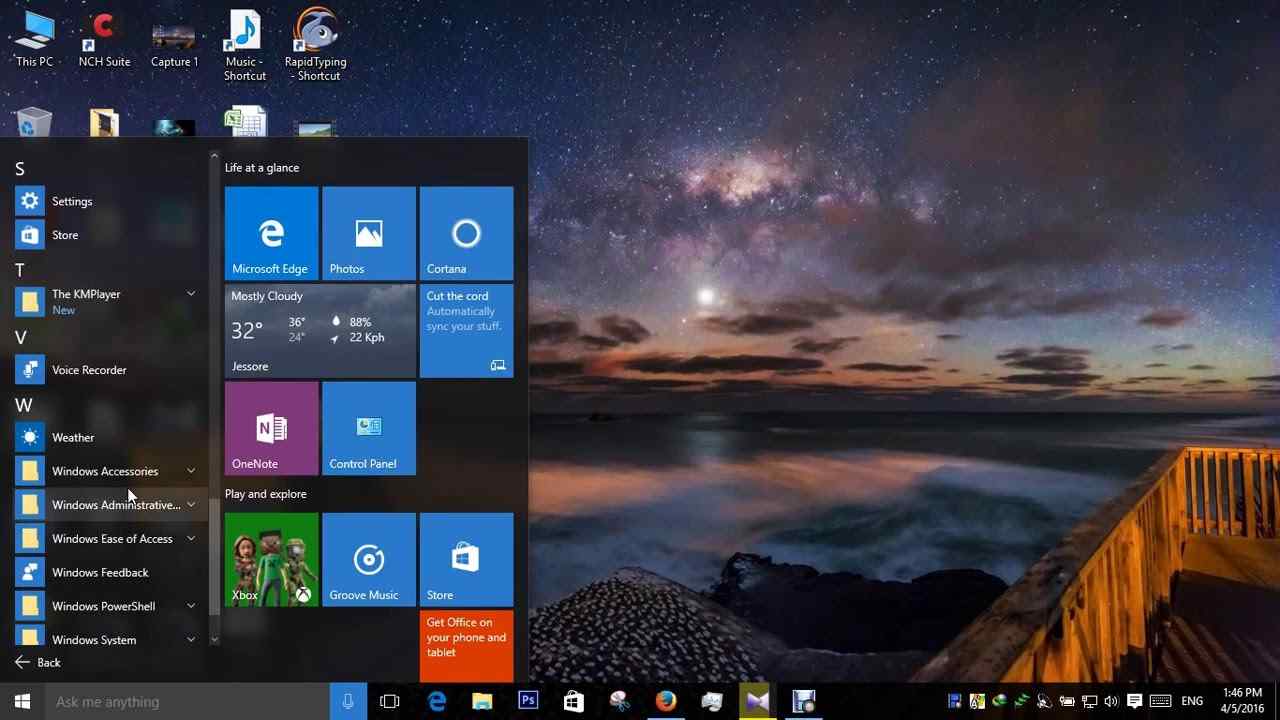 This PC
NCH Suite
Capture 1
Music -
Shortcut
RapidTyping
- Shortcut
S
Settings
Store
T
The KMPlayer
New
V
Voice Recorder
W
Weather
Windows Accessories
Windows Administrative...
Windows Ease of Access
Windows Feedback
Windows PowerShell
Windows System
Back
Life at a glance
Microsoft Edge
Photos
Cortana
Mostly Cloudy
32° 36° 88%
24° 22 Kph
Jessore
Cut the cord
Automatically
sync your stuff.
OneNote
Control Panel
Play and explore
Xbox
Groove Music
Store
Get Office on
your phone and
tablet
Ask me anything
Ps
ENG
1:46 PM
4/5/2016